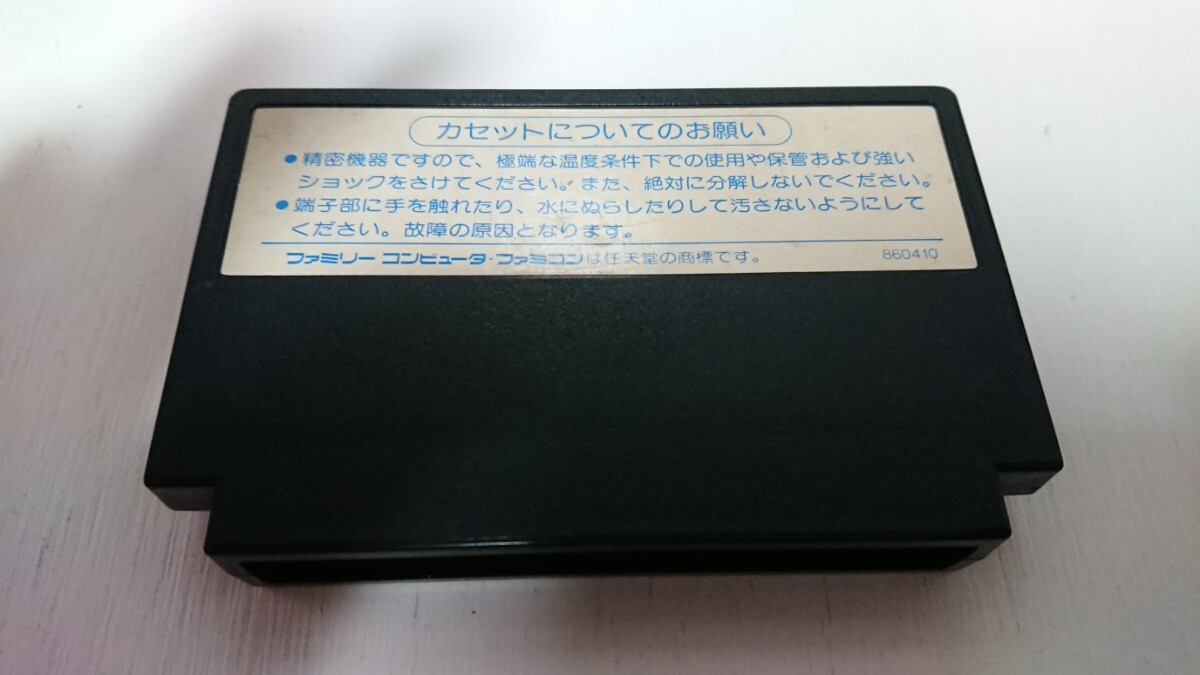 カセットについてのお願い
●精密機器ですので、極端な温度条件下での使用や保管および強い
ショックをさけてください。また、絶対に分解しないでください。
●端子部に手を触れたり、水にぬらしたりして汚さないようにして
ください。故障の原因となります。
ファミリー コンピュータ・ファミコンは任天堂の商標です。 860410